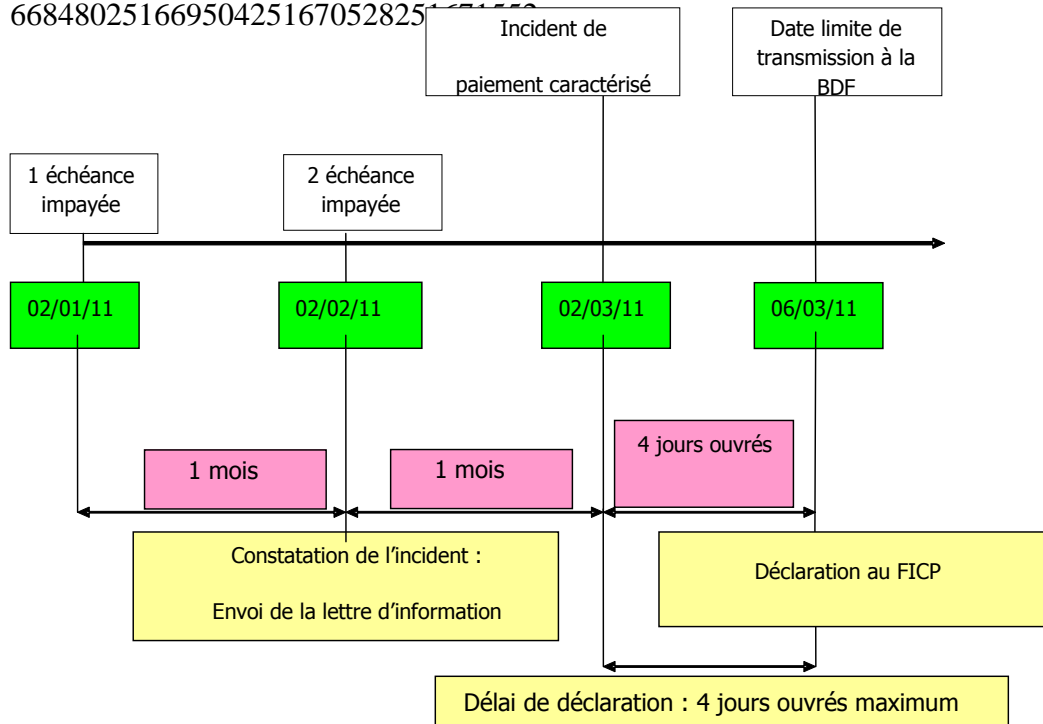 668480251669504251670528251671552
Incident de
paiement caractérisé
Date limite de
transmission à la
BDF
1 échéance
impayée
2 échéance
impayée
02/01/11
02/02/11
02/03/11
06/03/11
1 mois
1 mois
4 jours ouvrés
Constatation de l’incident :
Envoi de la lettre d’information
Déclaration au FICP
Délai de déclaration : 4 jours ouvrés maximum